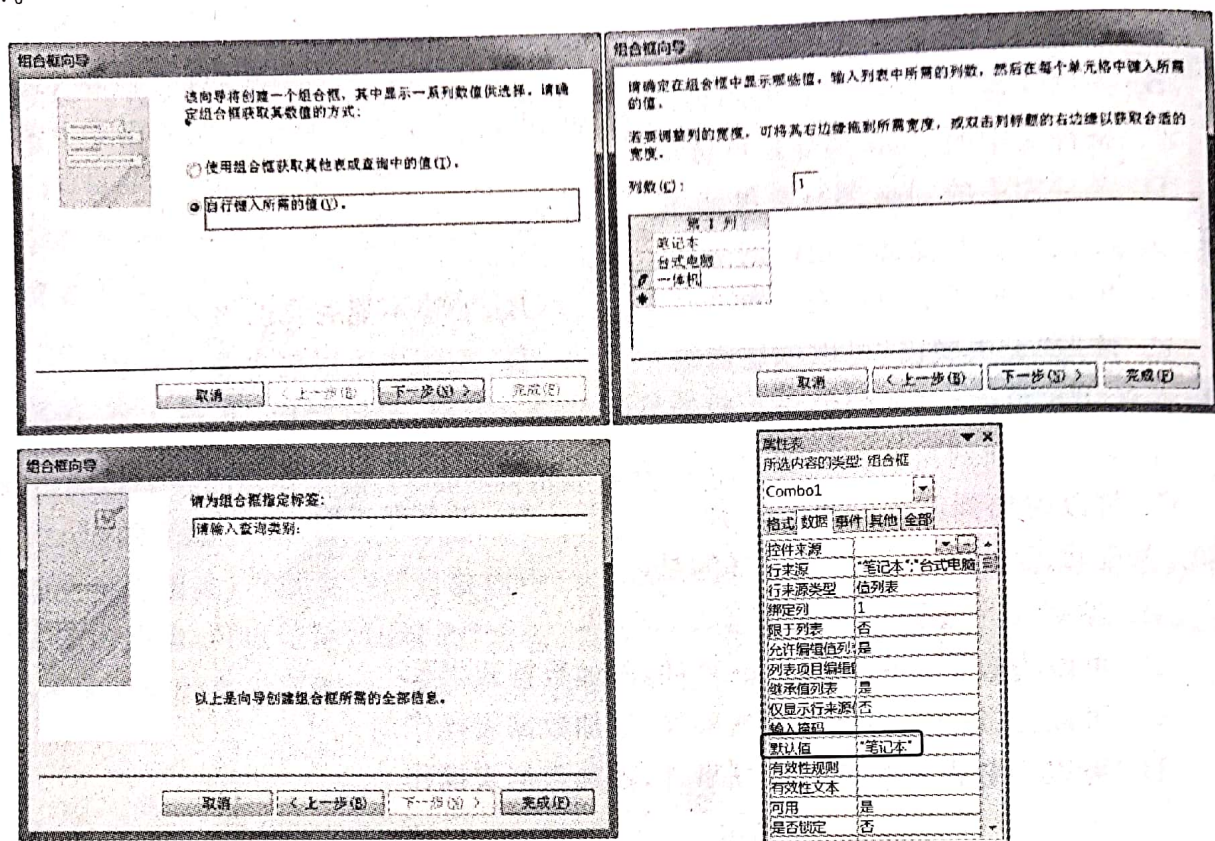 组合框向导
该向导将创建一个组合框，其中显示一系列数值供选择。请确
定组合框获取其数值的方式：
使用组合框获取其他表或查询中的值(T)。
自行键入所需的值(V)。
取消
< 上一步(B)
下一步(N) >
完成(F)
组合框向导
请确定在组合框中显示哪些值，输入列表中所需的列数，然后在每个单元格中键入所需
的值。
若要调整列的宽度，可将其右边缘拖到所需宽度，或双击列标题的右边缘以获取合适的
宽度。
列数(C)：
1
第 1 列
笔记本
台式电脑
一体机
取消
< 上一步(B)
下一步(N) >
完成(F)
组合框向导
请为组合框指定标签：
请输入查询类别：
以上是向导创建组合框所需的全部信息。
取消
< 上一步(B)
下一步(N) >
完成(F)
属性表
所选内容的类型: 组合框
Combo1
格式 数据 事件 其他 全部
控件来源
行来源 "笔记本";"台式电脑
行来源类型 值列表
绑定列 1
限于列表 否
允许编辑值列 是
列表项目编辑
继承值列表 是
仅显示行来源 否
输入掩码
默认值 "笔记本"
有效性规则
有效性文本
可用 是
是否锁定 否